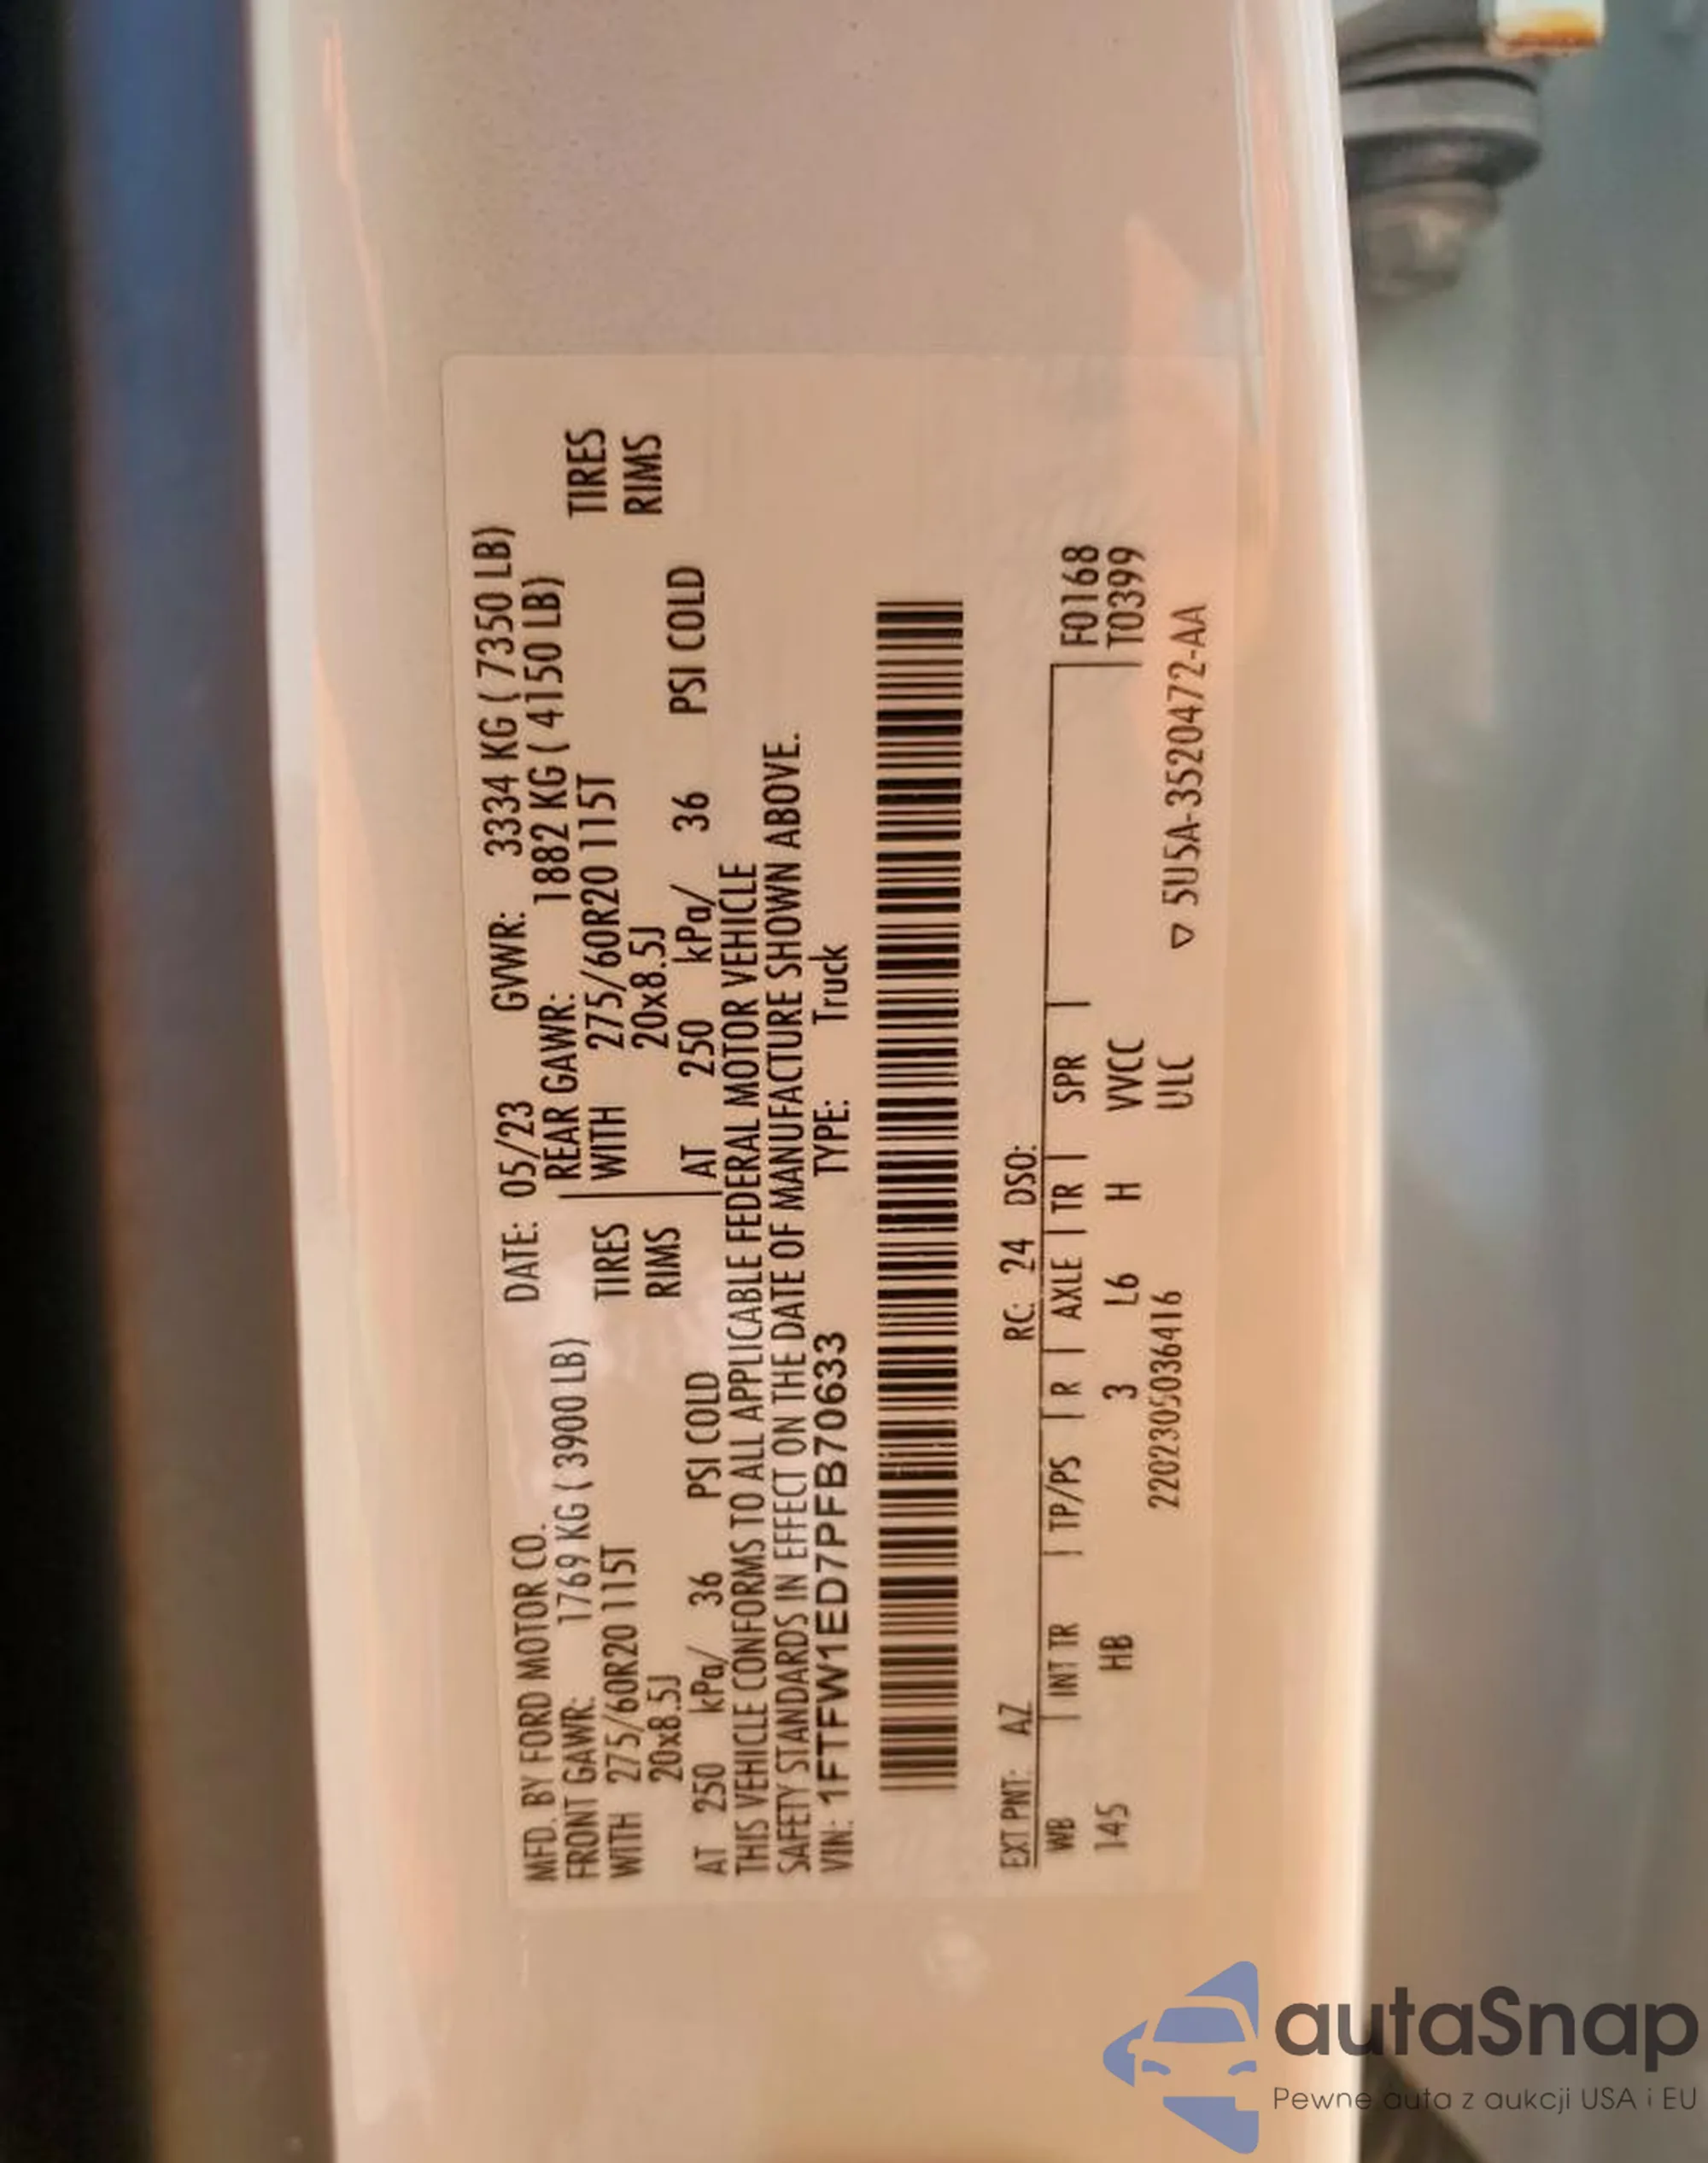 MFD. BY FORD MOTOR CO. DATE: 05/23 GVWR: 3334 KG ( 7350 LB)
FRONT GAWR: 1769 KG ( 3900 LB) REAR GAWR: 1882 KG ( 4150 LB)
WITH 275/60R20 115T TIRES WITH 275/60R20 115T TIRES
20x8.5J RIMS 20x8.5J RIMS
AT 250 kPa/ 36 PSI COLD AT 250 kPa/ 36 PSI COLD
THIS VEHICLE CONFORMS TO ALL APPLICABLE FEDERAL MOTOR VEHICLE
SAFETY STANDARDS IN EFFECT ON THE DATE OF MANUFACTURE SHOWN ABOVE.
VIN: 1FTFW1ED7PFB70633 TYPE: Truck
EXT PNT: AZ RC: 24 DSO:
WB | INT TR | TP/PS | R | AXLE | TR | SPR | F0168
145 HB 3 L6 H VVCC T0399
2202305036416 ULC ▽ 5U5A-3520472-AA
autaSnap
Pewne auta z aukcji USA i EU